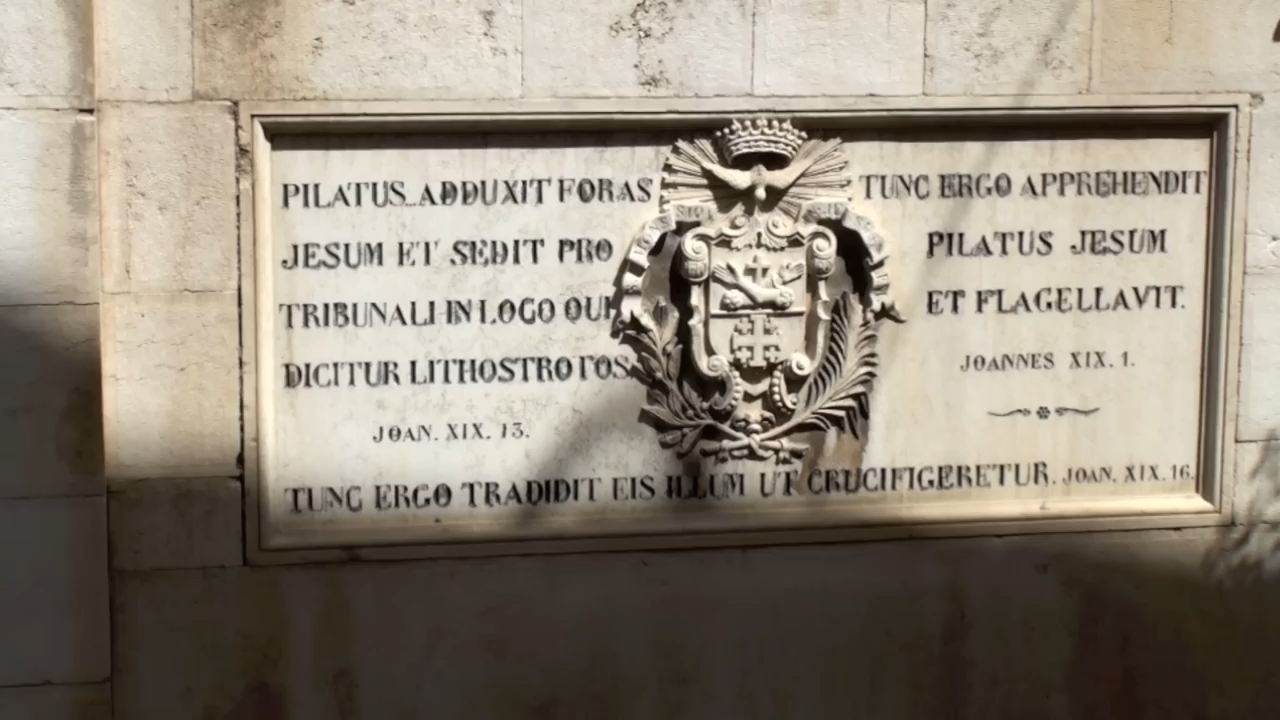 PILATUS ADDUXIT FORAS
JESUM ET SEDIT PRO
TRIBUNALI IN LOCO QUI
DICITUR LITHOSTROTOS.
JOAN. XIX. 13.
TUNC ERGO APPREHENDIT
PILATUS JESUM
ET FLAGELLAVIT.
JOANNES XIX. 1.
TUNC ERGO TRADIDIT EIS ILLUM UT CRUCIFIGERETUR. JOAN. XIX. 16.